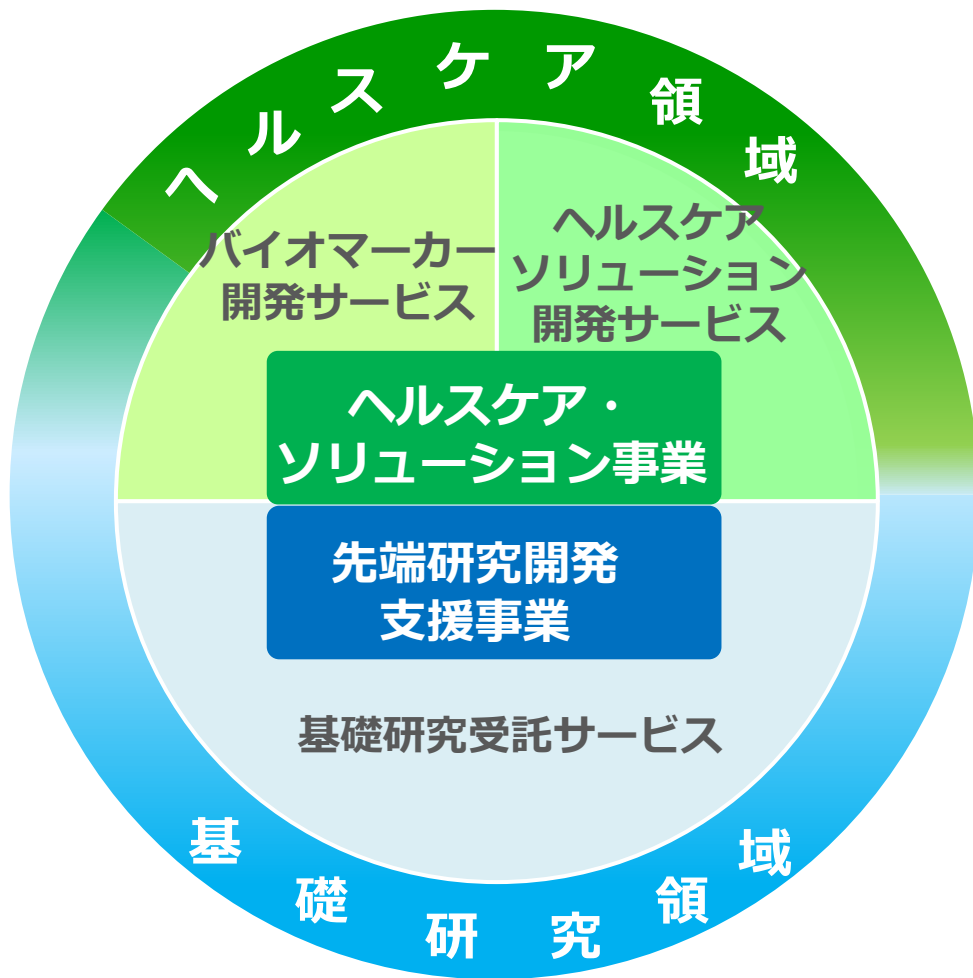 ヘルスケア領域
バイオマーカー
開発サービス
ヘルスケア
ソリューション
開発サービス
ヘルスケア・
ソリューション事業
先端研究開発
支援事業
基礎研究受託サービス
基礎研究領域